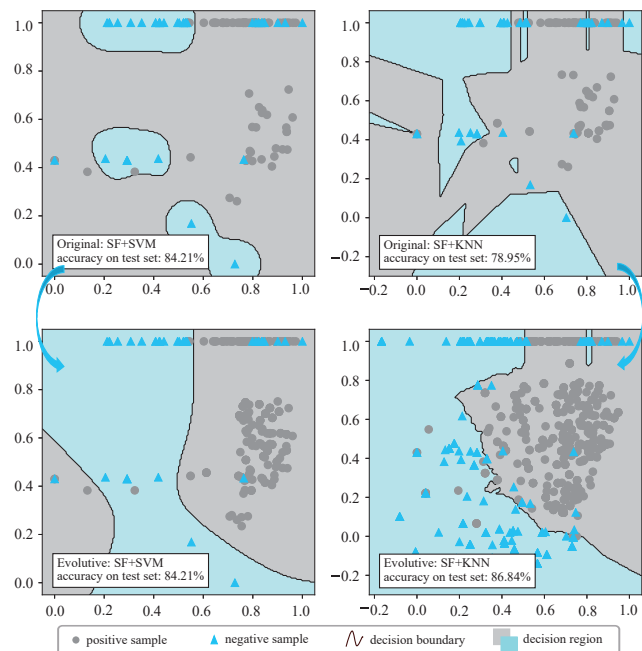 1.0
0.8
0.6
0.4
0.2
0.0
Original: SF+SVM
accuracy on test set: 84.21%
0.0 0.2 0.4 0.6 0.8 1.0
1.0
0.8
0.6
0.4
0.2
0.0
−0.2
Original: SF+KNN
accuracy on test set: 78.95%
−0.2 0.0 0.2 0.4 0.6 0.8 1.0
1.0
0.8
0.6
0.4
0.2
0.0
Evolutive: SF+SVM
accuracy on test set: 84.21%
0.0 0.2 0.4 0.6 0.8 1.0
1.0
0.8
0.6
0.4
0.2
0.0
−0.2
Evolutive: SF+KNN
accuracy on test set: 86.84%
−0.2 0.0 0.2 0.4 0.6 0.8 1.0
positive sample negative sample decision boundary decision region